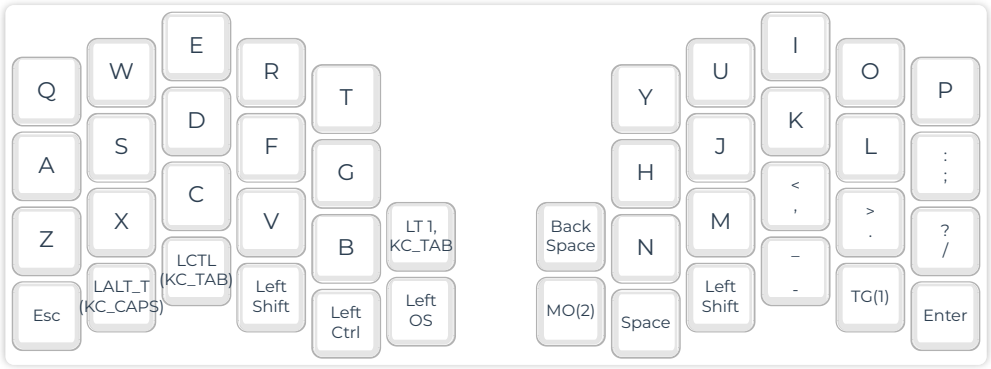 Q
W
E
R
T
Y
U
I
O
P
A
S
D
F
G
H
J
K
L
:
;
Z
X
C
V
B
LT 1,
KC_TAB
Back
Space
N
M
<
,
>
.
?
/
Esc
LALT_T
(KC_CAPS)
LCTL
(KC_TAB)
Left
Shift
Left
Ctrl
Left
OS
MO(2)
Space
Left
Shift
_
-
TG(1)
Enter